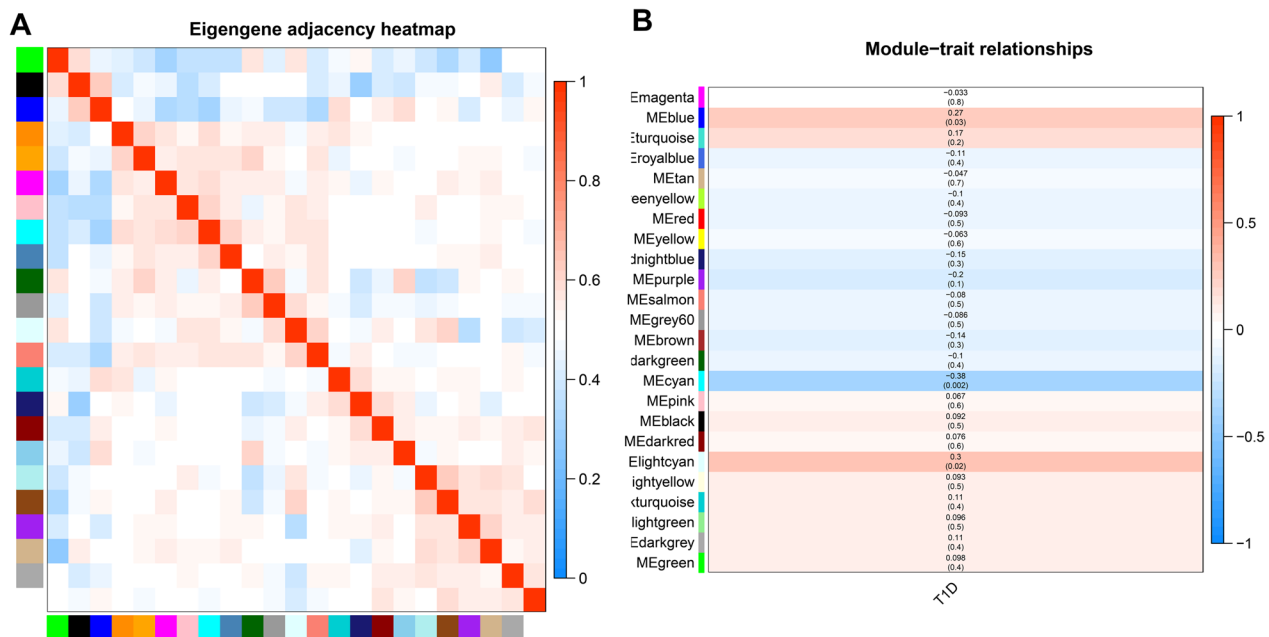 A
Eigengene adjacency heatmap
1
0.8
0.6
0.4
0.2
0
B
Module−trait relationships
Emagenta
−0.033
(0.8)
MEblue
0.27
(0.03)
Eturquoise
0.17
(0.2)
Eroyalblue
−0.11
(0.4)
MEtan
−0.047
(0.7)
eenyellow
−0.1
(0.4)
MEred
−0.093
(0.5)
MEyellow
−0.063
(0.6)
dnightblue
−0.15
(0.3)
MEpurple
−0.2
(0.1)
MEsalmon
−0.08
(0.5)
MEgrey60
−0.086
(0.5)
MEbrown
−0.14
(0.3)
darkgreen
−0.1
(0.4)
MEcyan
−0.38
(0.002)
MEpink
0.067
(0.6)
MEblack
0.092
(0.5)
MEdarkred
0.076
(0.6)
Elightcyan
0.3
(0.02)
ightyellow
0.093
(0.5)
kturquoise
0.11
(0.4)
lightgreen
0.096
(0.5)
Edarkgrey
0.11
(0.4)
MEgreen
0.098
(0.4)
T1D
1
0.5
0
−0.5
−1